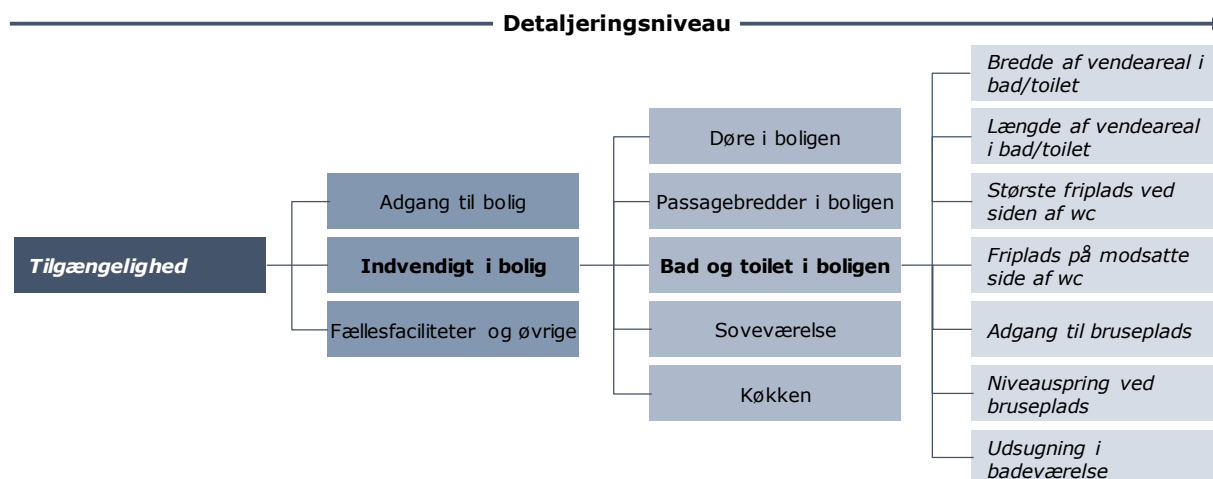 Detaljeringsniveau
Tilgængelighed
Adgang til bolig
Indvendigt i bolig
Fællesfaciliteter og øvrige
Døre i boligen
Passagebredder i boligen
Bad og toilet i boligen
Soveværelse
Køkken
Bredde af vendeareal i
bad/toilet
Længde af vendeareal
i bad/toilet
Største friplads ved
siden af wc
Friplads på modsatte
side af wc
Adgang til bruseplads
Niveauspring ved
bruseplads
Udsugning i
badeværelse